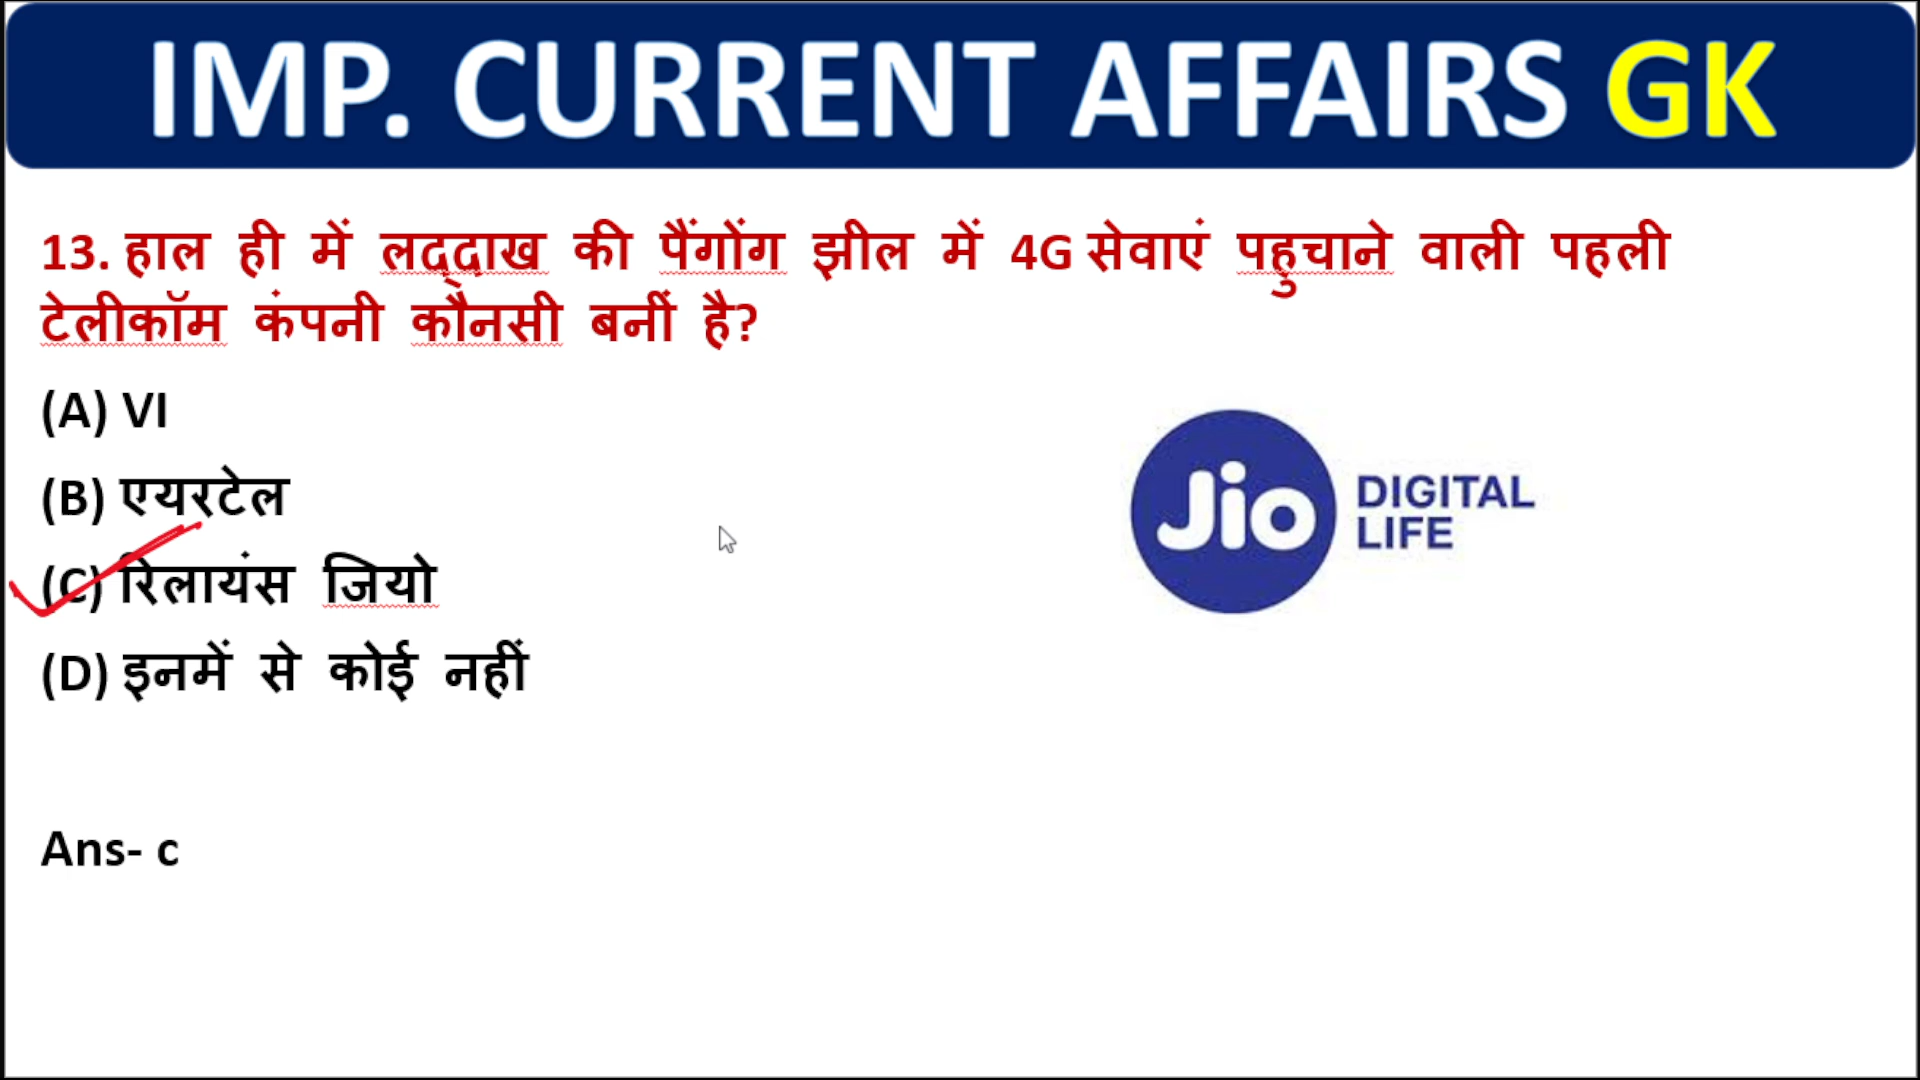 IMP. CURRENT AFFAIRS GK
13. हाल ही में लद्दाख की पैंगोंग झील में 4G सेवाएं पहुचाने वाली पहली
टेलीकॉम कंपनी कौनसी बनीं है?
(A) VI
(B) एयरटेल
(C) रिलायंस जियो
(D) इनमें से कोई नहीं
Jio DIGITAL
LIFE
Ans- c